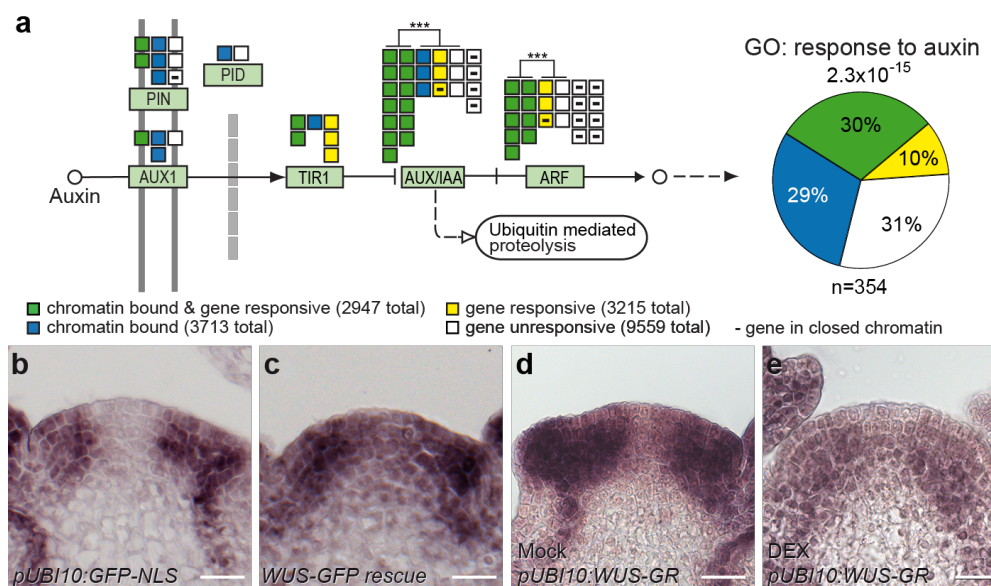 a
***
***
PIN
PID
AUX1
TIR1
AUX/IAA
ARF
Auxin
Ubiquitin mediated
proteolysis
GO: response to auxin
2.3x10⁻¹⁵
30%
10%
29%
31%
n=354
chromatin bound & gene responsive (2947 total)
gene responsive (3215 total)
chromatin bound (3713 total)
gene unresponsive (9559 total)
- gene in closed chromatin
b
pUBI10:GFP-NLS
c
WUS-GFP rescue
d
Mock
pUBI10:WUS-GR
e
DEX
pUBI10:WUS-GR